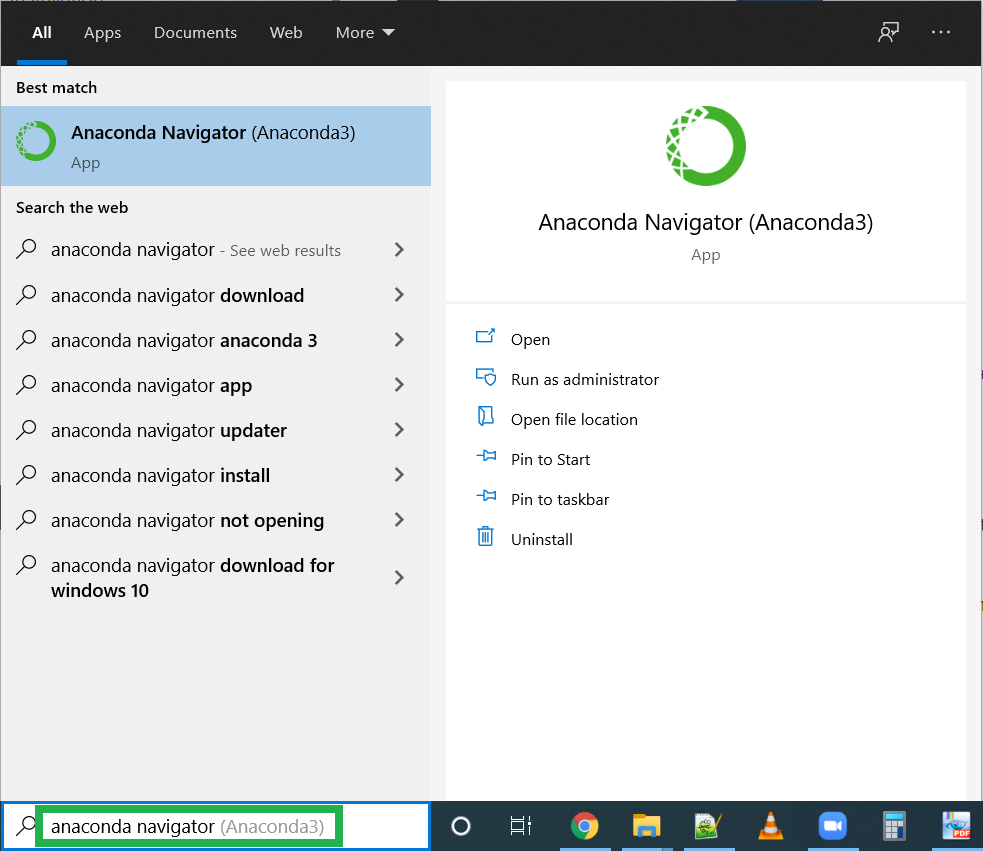 All Apps Documents Web More
Best match
Anaconda Navigator (Anaconda3)
App
Search the web
anaconda navigator - See web results
anaconda navigator download
anaconda navigator anaconda 3
anaconda navigator app
anaconda navigator updater
anaconda navigator install
anaconda navigator not opening
anaconda navigator download for
windows 10
Anaconda Navigator (Anaconda3)
App
Open
Run as administrator
Open file location
Pin to Start
Pin to taskbar
Uninstall
anaconda navigator (Anaconda3)
PDF